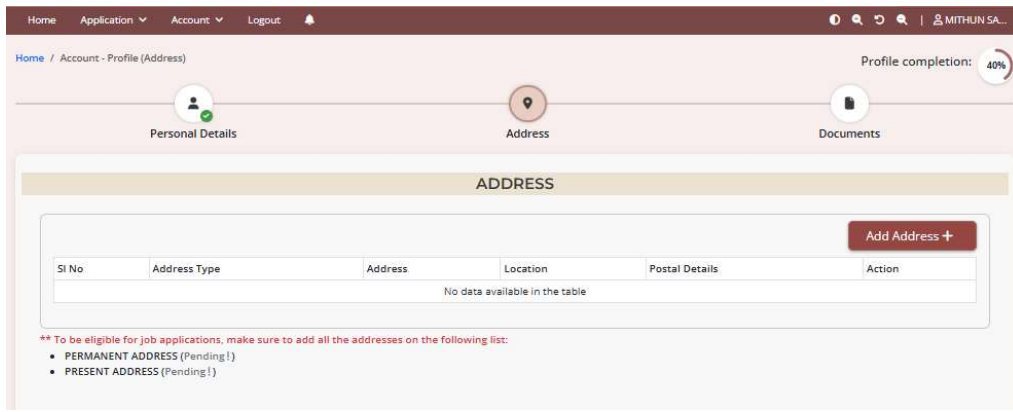 Home Application Account Logout MITHUN SA...
Home / Account - Profile (Address)
Profile completion: 40%
Personal Details Address Documents
ADDRESS
Add Address +
Sl No Address Type Address Location Postal Details Action
No data available in the table
** To be eligible for job applications, make sure to add all the addresses on the following list:
• PERMANENT ADDRESS (Pending!)
• PRESENT ADDRESS (Pending!)